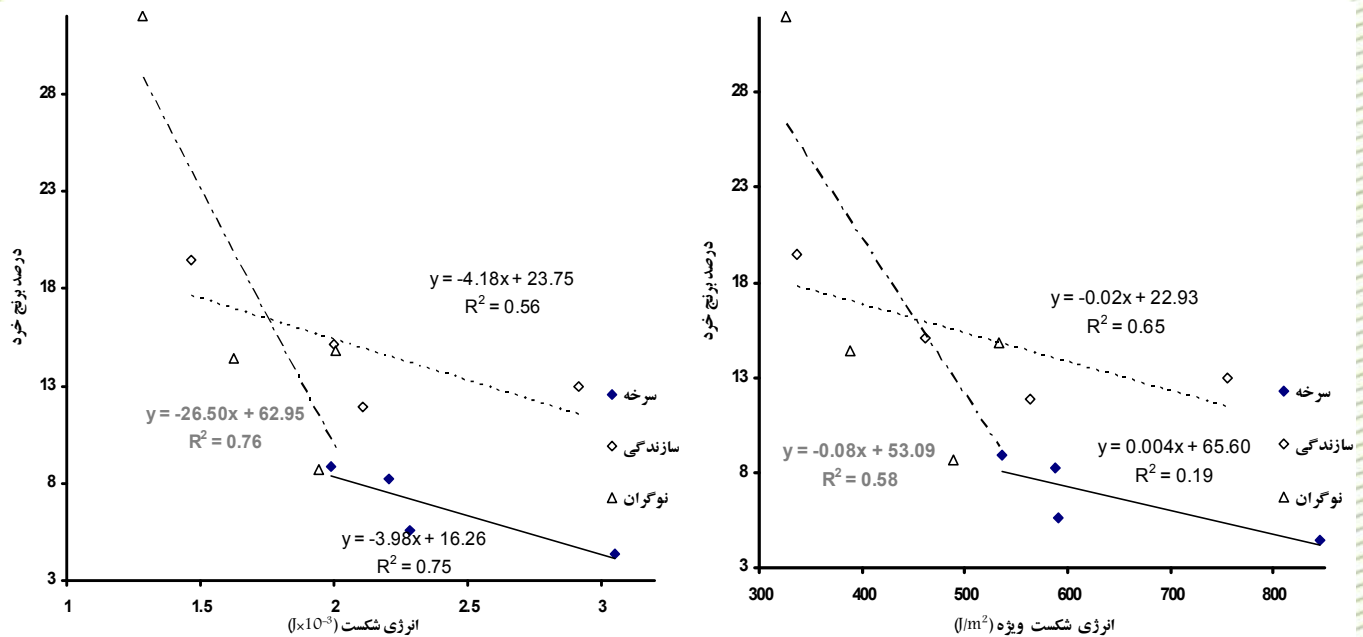 28
23
18
13
8
3
درصد برنج خرد
y = -4.18x + 23.75
R² = 0.56
y = -26.50x + 62.95
R² = 0.76
y = -3.98x + 16.26
R² = 0.75
سرخه
سازندگی
نوگران
1 1.5 2 2.5 3
انرژی شکست (J×10⁻³)
28
23
18
13
8
3
درصد برنج خرد
y = -0.02x + 22.93
R² = 0.65
y = -0.08x + 53.09
R² = 0.58
y = 0.004x + 65.60
R² = 0.19
سرخه
سازندگی
نوگران
300 400 500 600 700 800
انرژی شکست ویژه (J/m²)